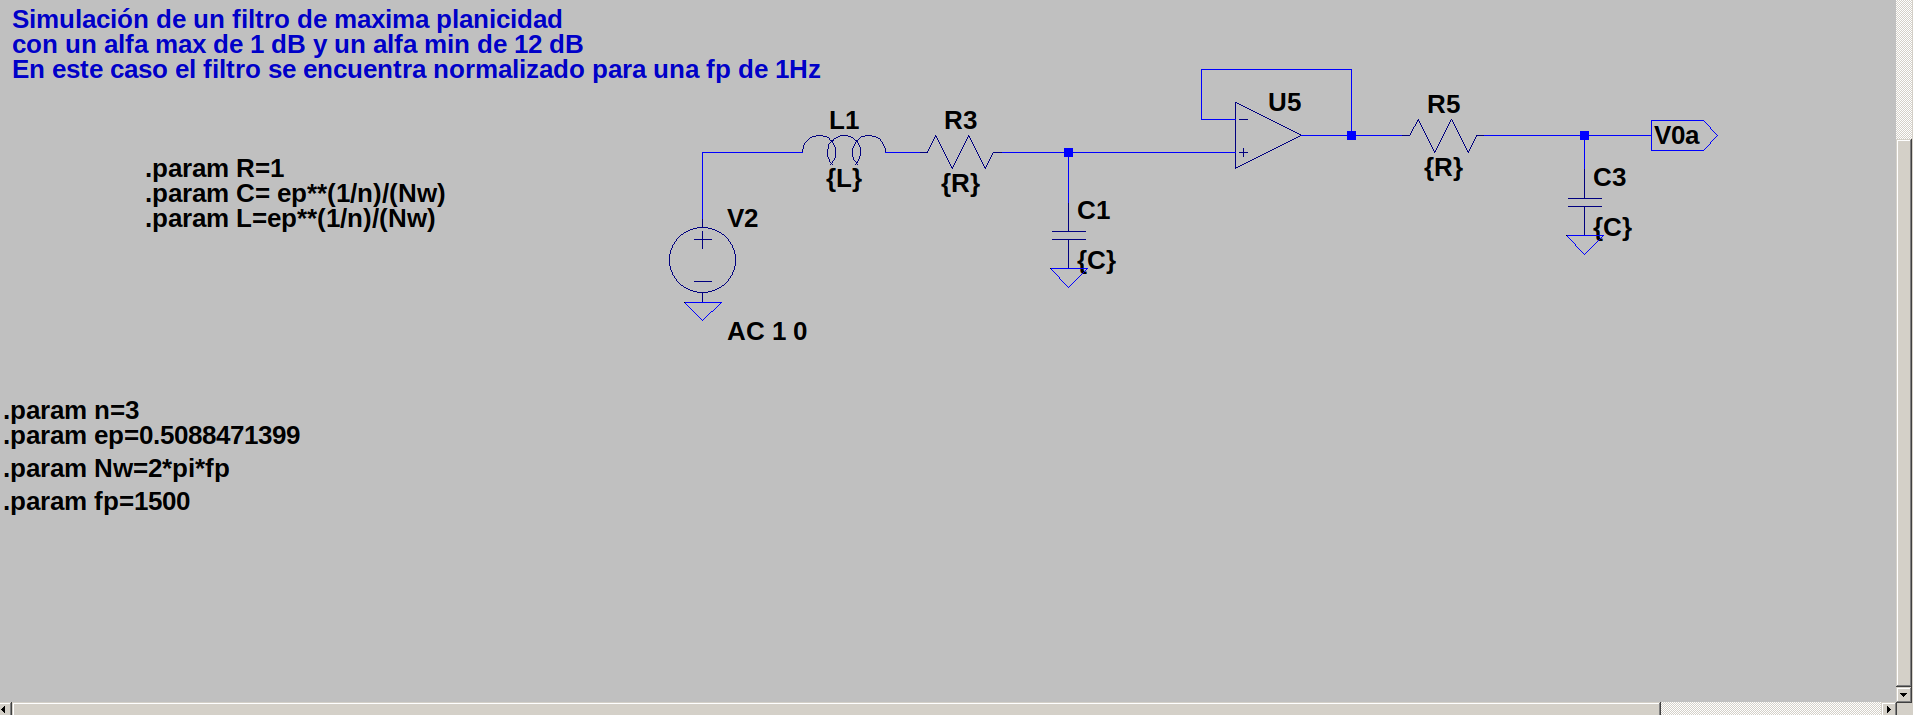 Simulación de un filtro de maxima planicidad
con un alfa max de 1 dB y un alfa min de 12 dB
En este caso el filtro se encuentra normalizado para una fp de 1Hz
.param R=1
.param C= ep**(1/n)/(Nw)
.param L=ep**(1/n)/(Nw)
L1
{L}
R3
{R}
V2
AC 1 0
C1
{C}
U5
R5
{R}
C3
{C}
V0a
.param n=3
.param ep=0.5088471399
.param Nw=2*pi*fp
.param fp=1500